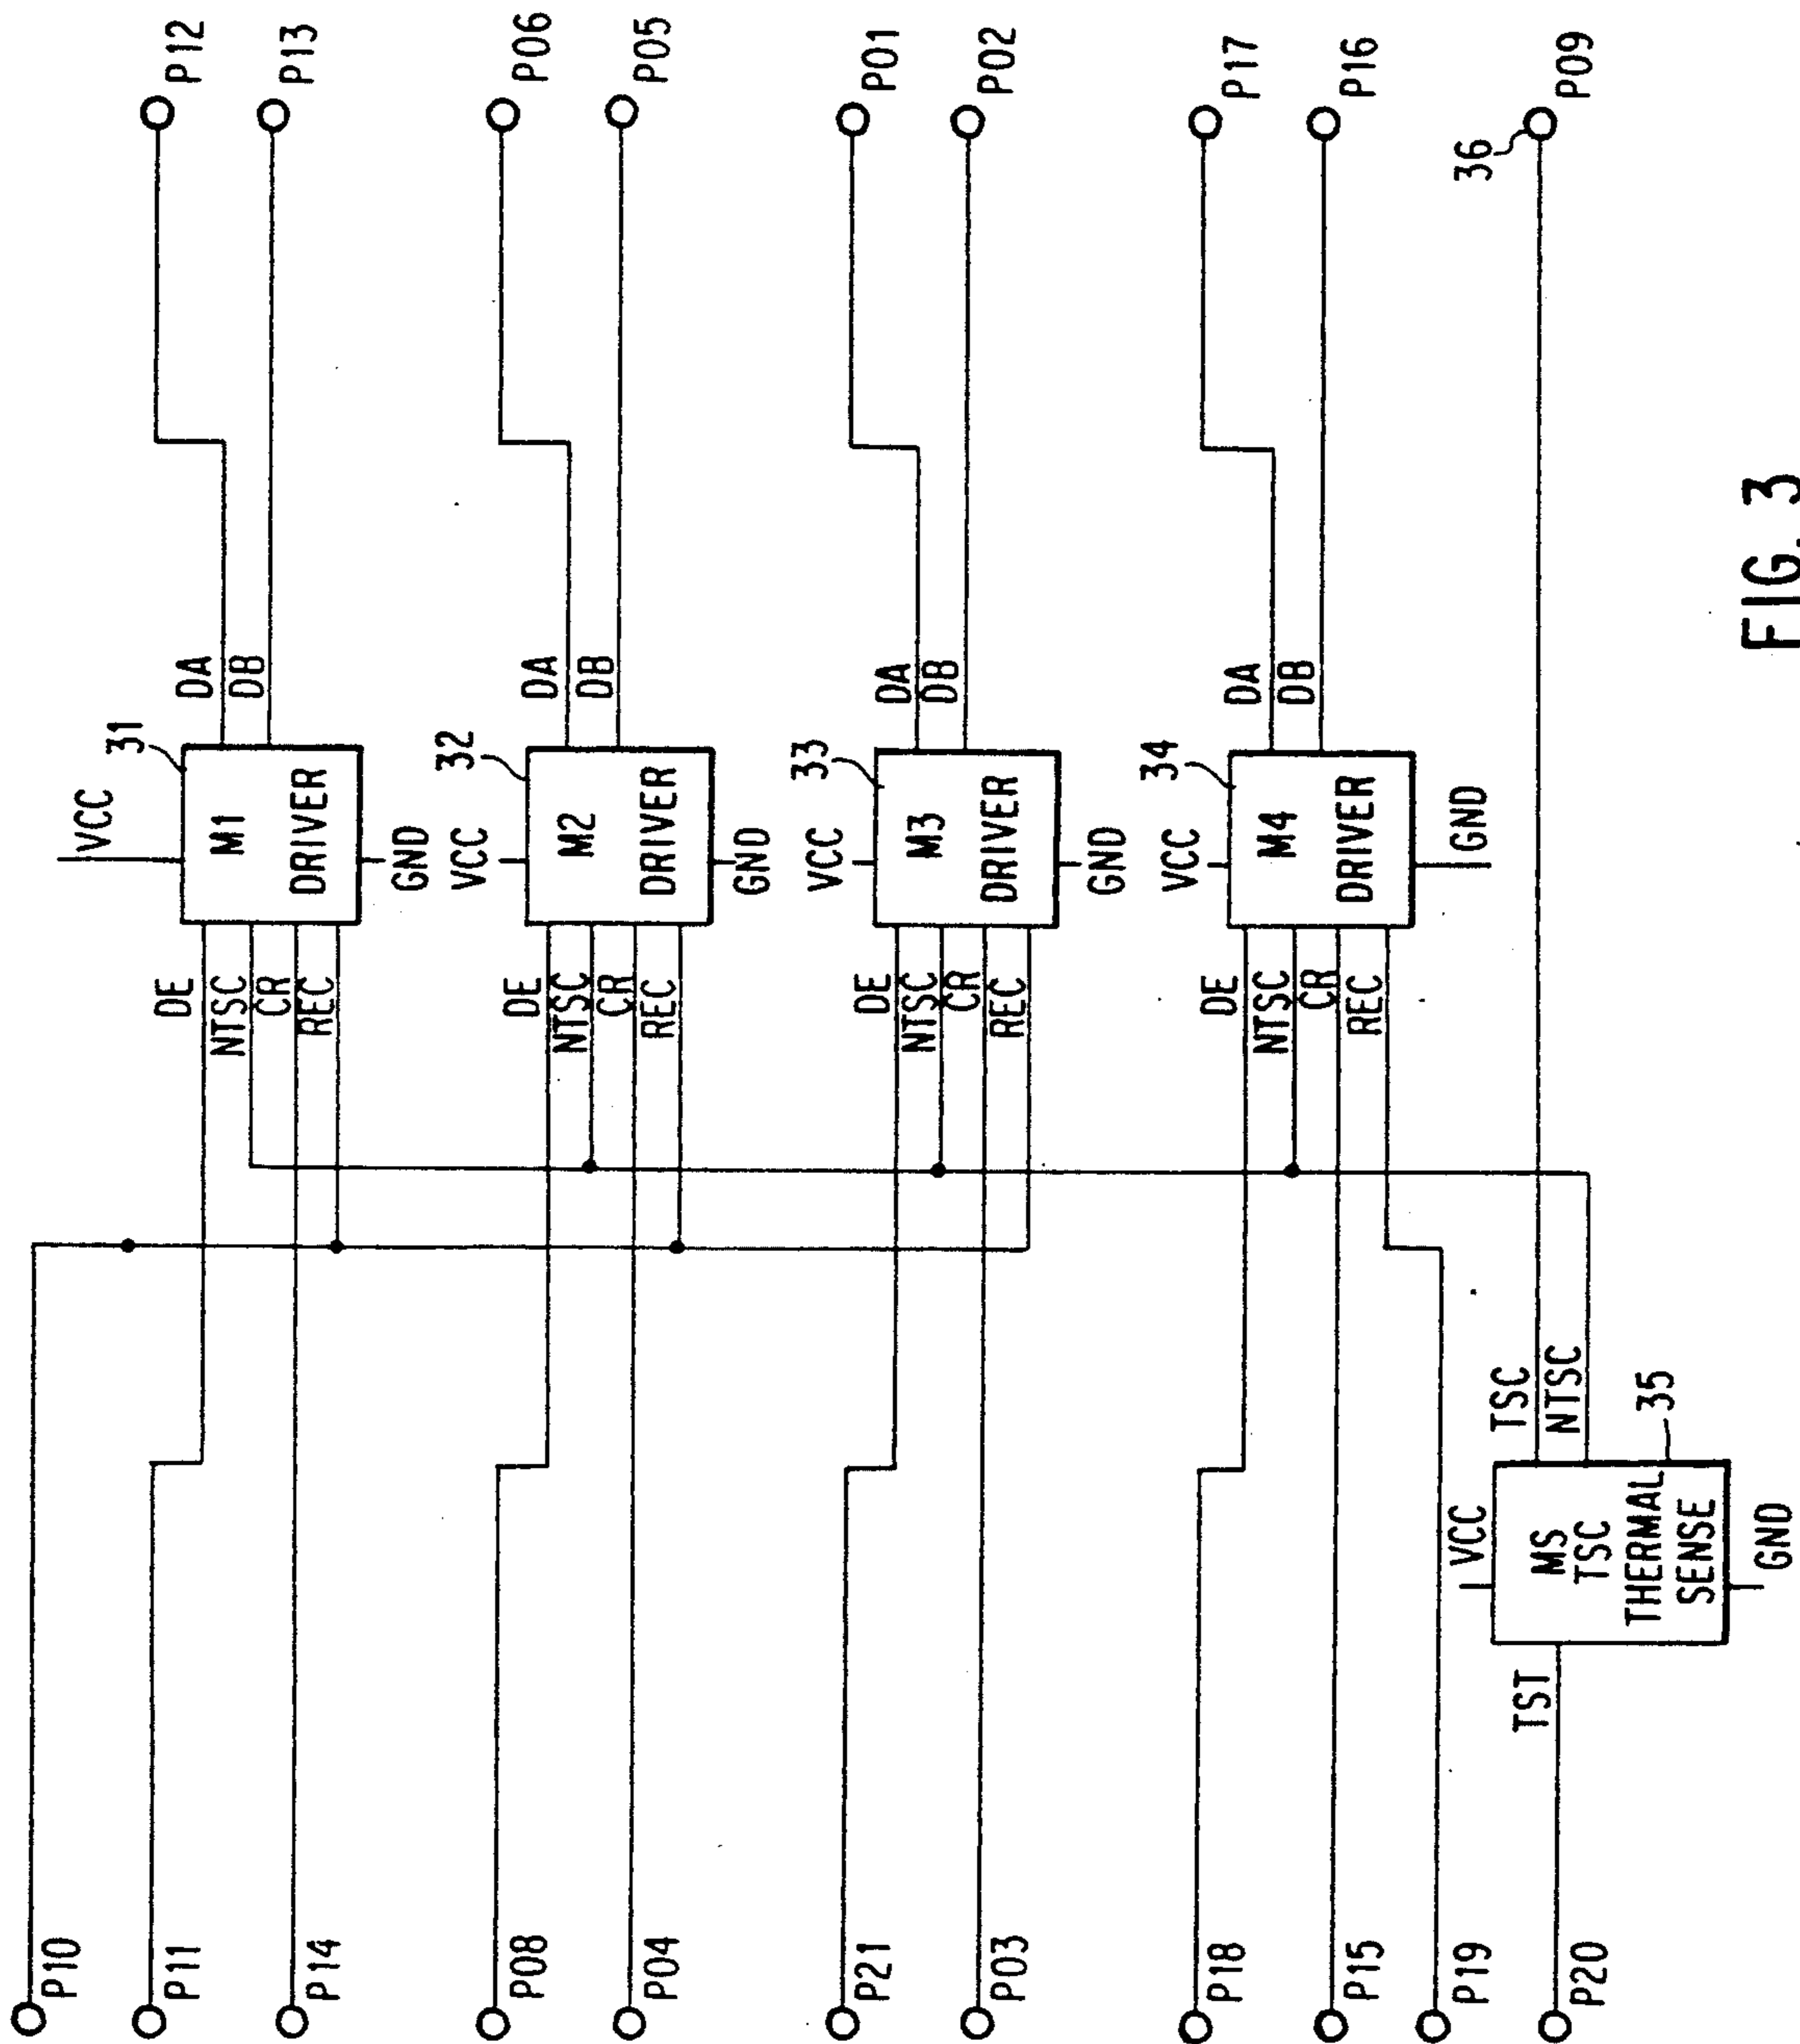 P10
P11
P14
P08
P04
P21
P03
P18
P15
P19
P20
VCC
31
M1
DRIVER
GND
DE
NTSC
CR
REC
DA
DB
P12
P13
VCC
32
M2
DRIVER
GND
DE
NTSC
CR
REC
DA
DB
P06
P05
VCC
33
M3
DRIVER
GND
DE
NTSC
CR
REC
DA
DB
P01
P02
VCC
34
M4
DRIVER
GND
DE
NTSC
CR
REC
DA
DB
P17
P16
TST
VCC
MS
TSC
THERMAL
SENSE
GND
35
TSC
NTSC
36
P09
FIG. 3